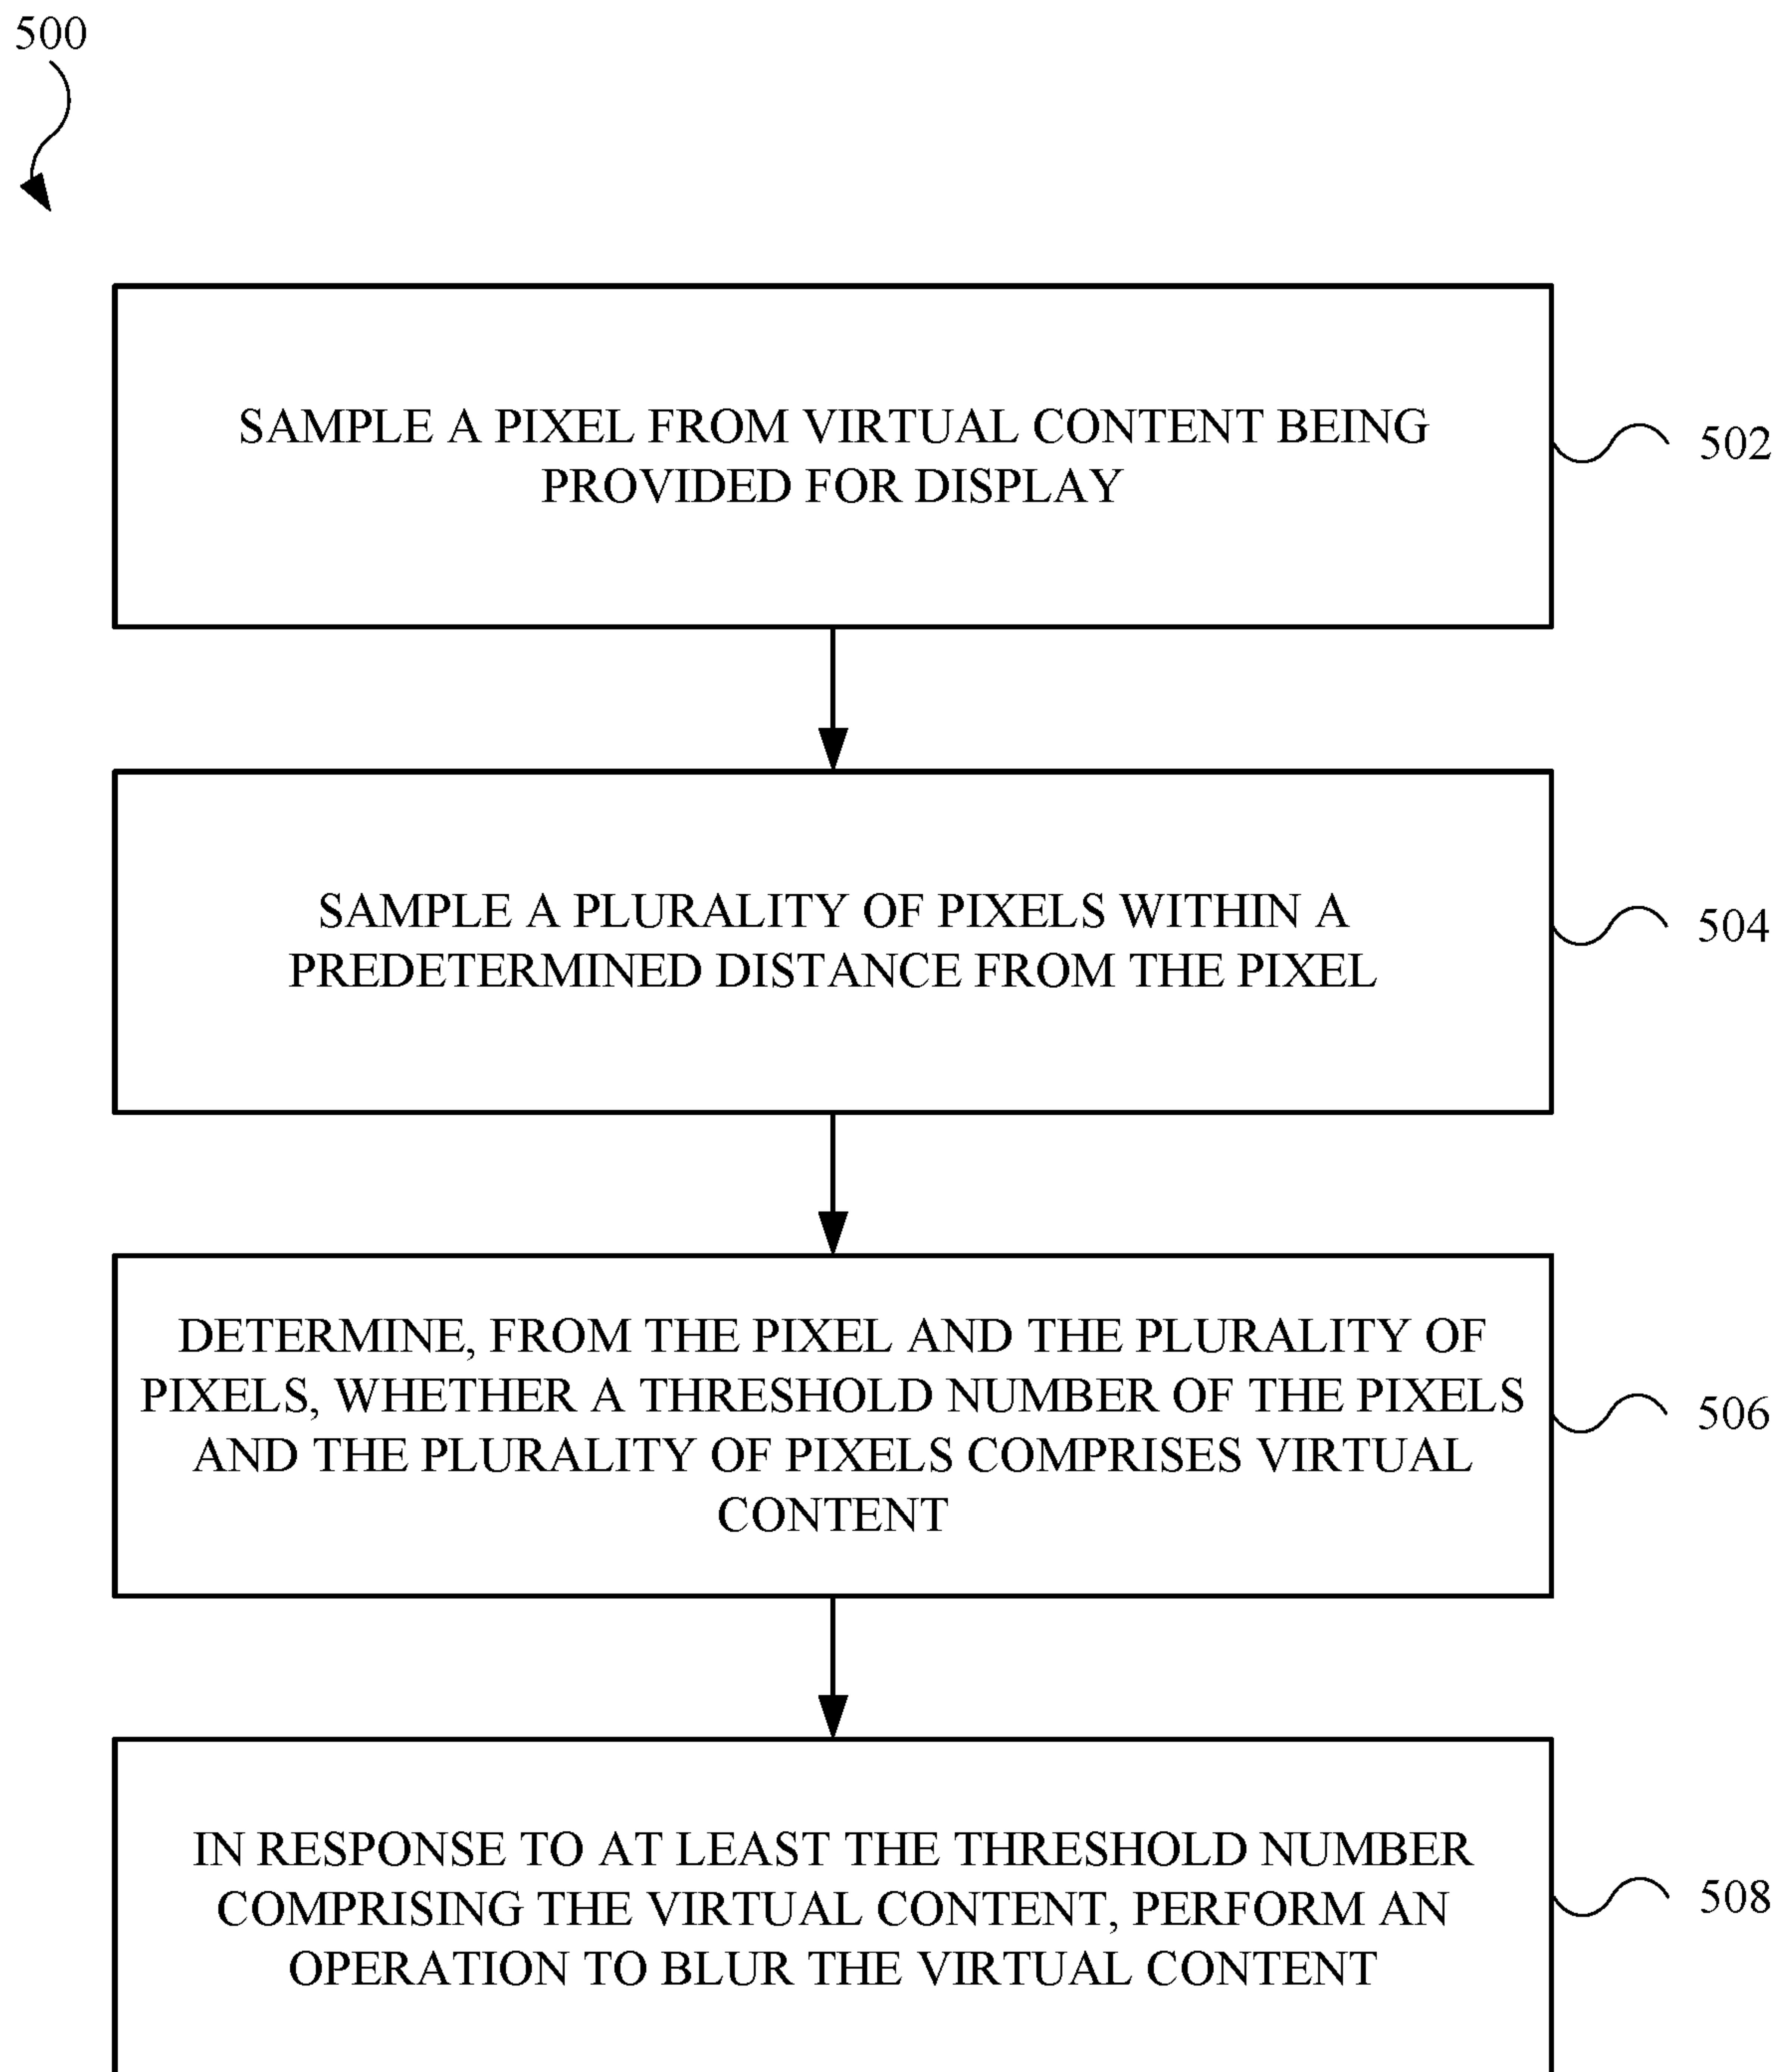 500
SAMPLE A PIXEL FROM VIRTUAL CONTENT BEING
PROVIDED FOR DISPLAY
502
SAMPLE A PLURALITY OF PIXELS WITHIN A
PREDETERMINED DISTANCE FROM THE PIXEL
504
DETERMINE, FROM THE PIXEL AND THE PLURALITY OF
PIXELS, WHETHER A THRESHOLD NUMBER OF THE PIXELS
AND THE PLURALITY OF PIXELS COMPRISES VIRTUAL
CONTENT
506
IN RESPONSE TO AT LEAST THE THRESHOLD NUMBER
COMPRISING THE VIRTUAL CONTENT, PERFORM AN
OPERATION TO BLUR THE VIRTUAL CONTENT
508